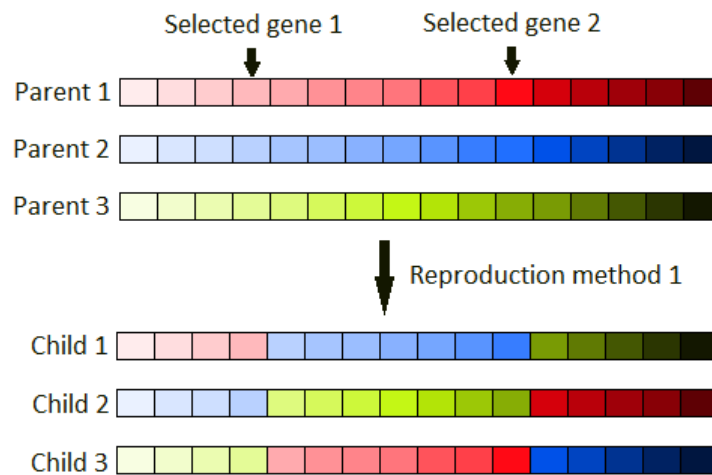 Selected gene 1
Selected gene 2
Parent 1
Parent 2
Parent 3
Reproduction method 1
Child 1
Child 2
Child 3